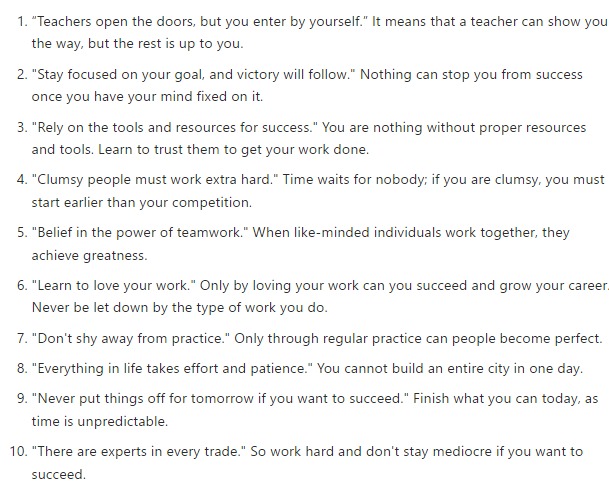 1. "Teachers open the doors, but you enter by yourself." It means that a teacher can show you
the way, but the rest is up to you.
2. "Stay focused on your goal, and victory will follow." Nothing can stop you from success
once you have your mind fixed on it.
3. "Rely on the tools and resources for success." You are nothing without proper resources
and tools. Learn to trust them to get your work done.
4. "Clumsy people must work extra hard." Time waits for nobody; if you are clumsy, you must
start earlier than your competition.
5. "Belief in the power of teamwork." When like-minded individuals work together, they
achieve greatness.
6. "Learn to love your work." Only by loving your work can you succeed and grow your career.
Never be let down by the type of work you do.
7. "Don't shy away from practice." Only through regular practice can people become perfect.
8. "Everything in life takes effort and patience." You cannot build an entire city in one day.
9. "Never put things off for tomorrow if you want to succeed." Finish what you can today, as
time is unpredictable.
10. "There are experts in every trade." So work hard and don't stay mediocre if you want to
succeed.